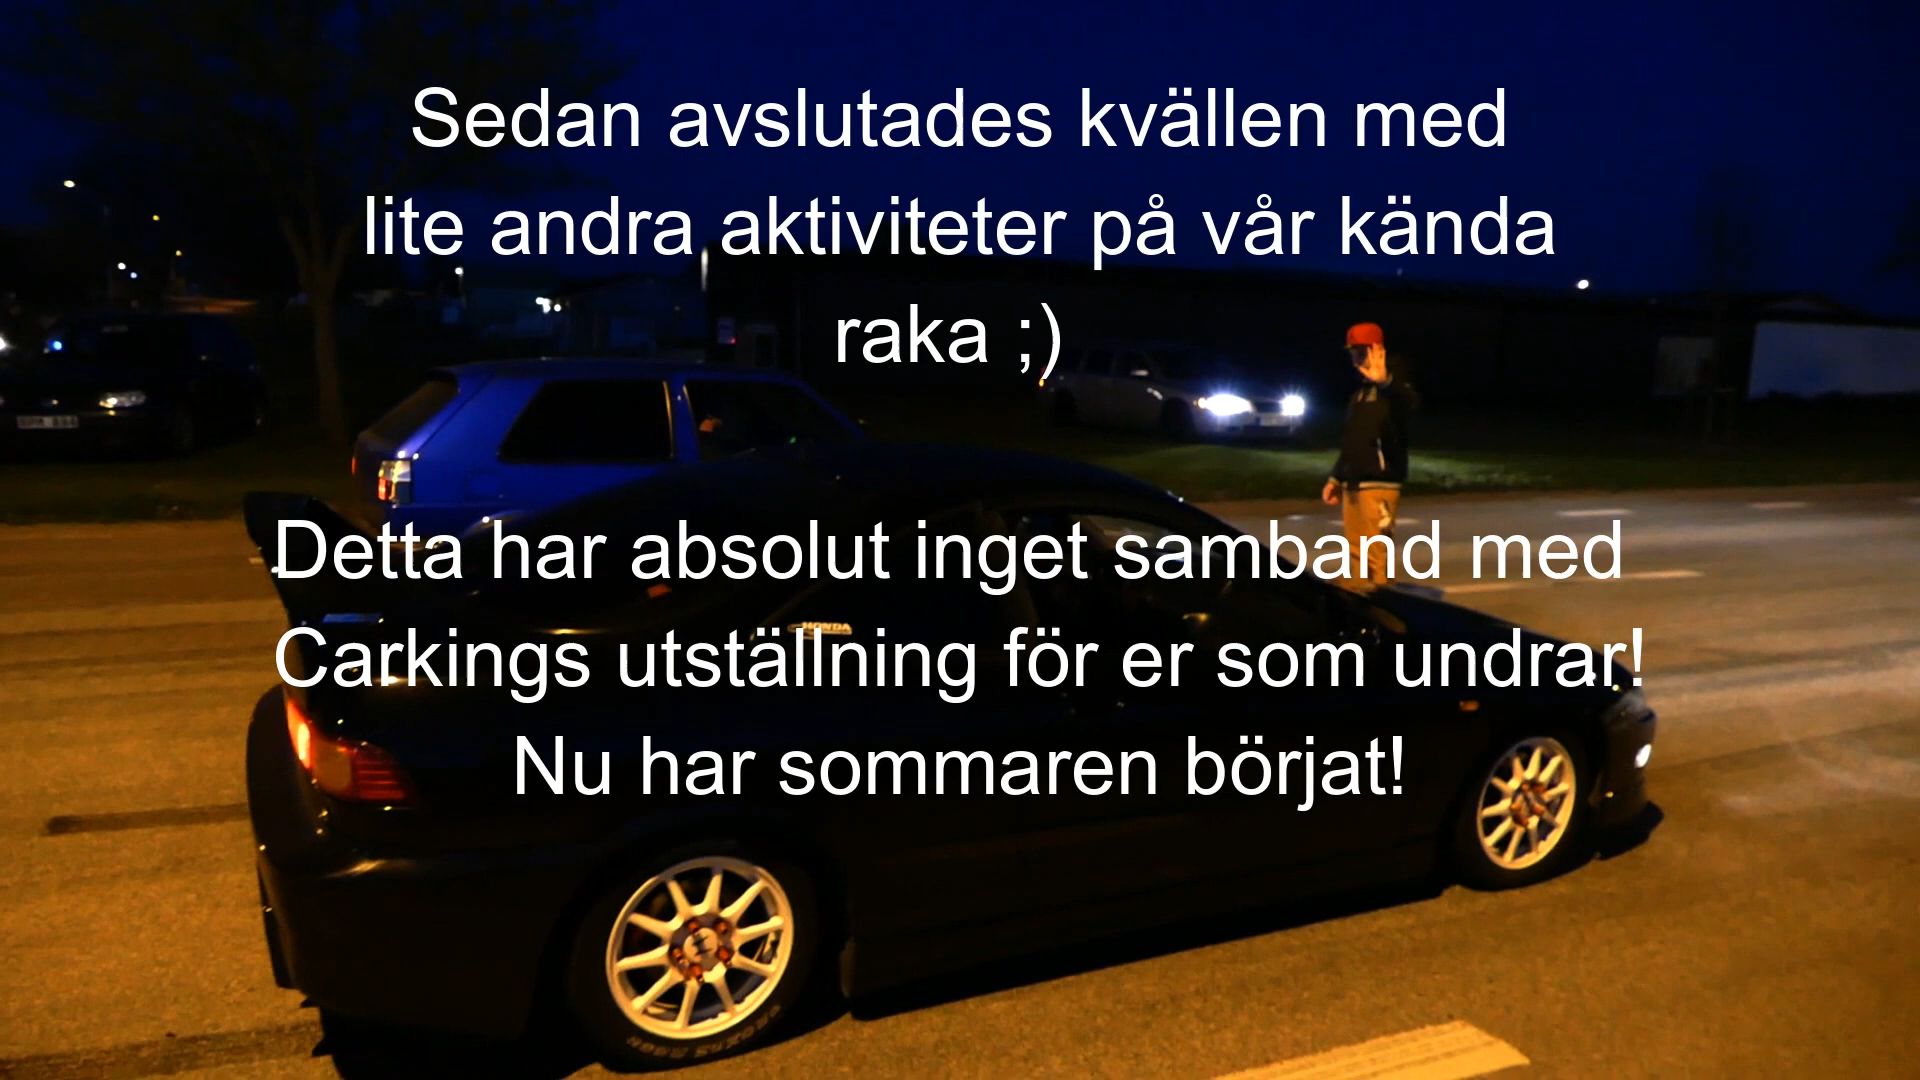 Sedan avslutades kvällen med
lite andra aktiviteter på vår kända
raka ;)
Detta har absolut inget samband med
HONDA
Carkings utställning för er som undrar!
Nu har sommaren börjat!